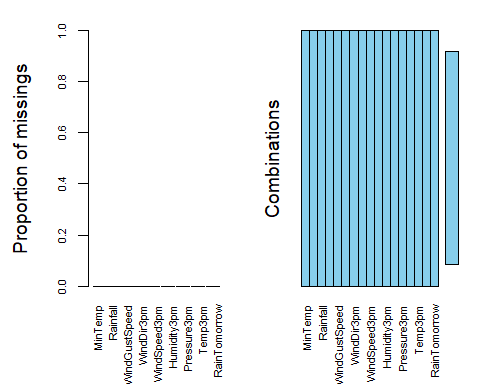 Proportion of missings
1.0
0.8
0.6
0.4
0.2
0.0
MinTemp
Rainfall
WindGustSpeed
WindDir3pm
WindSpeed3pm
Humidity3pm
Pressure3pm
Temp3pm
RainTomorrow
Combinations
MinTemp
Rainfall
WindGustSpeed
WindDir3pm
WindSpeed3pm
Humidity3pm
Pressure3pm
Temp3pm
RainTomorrow